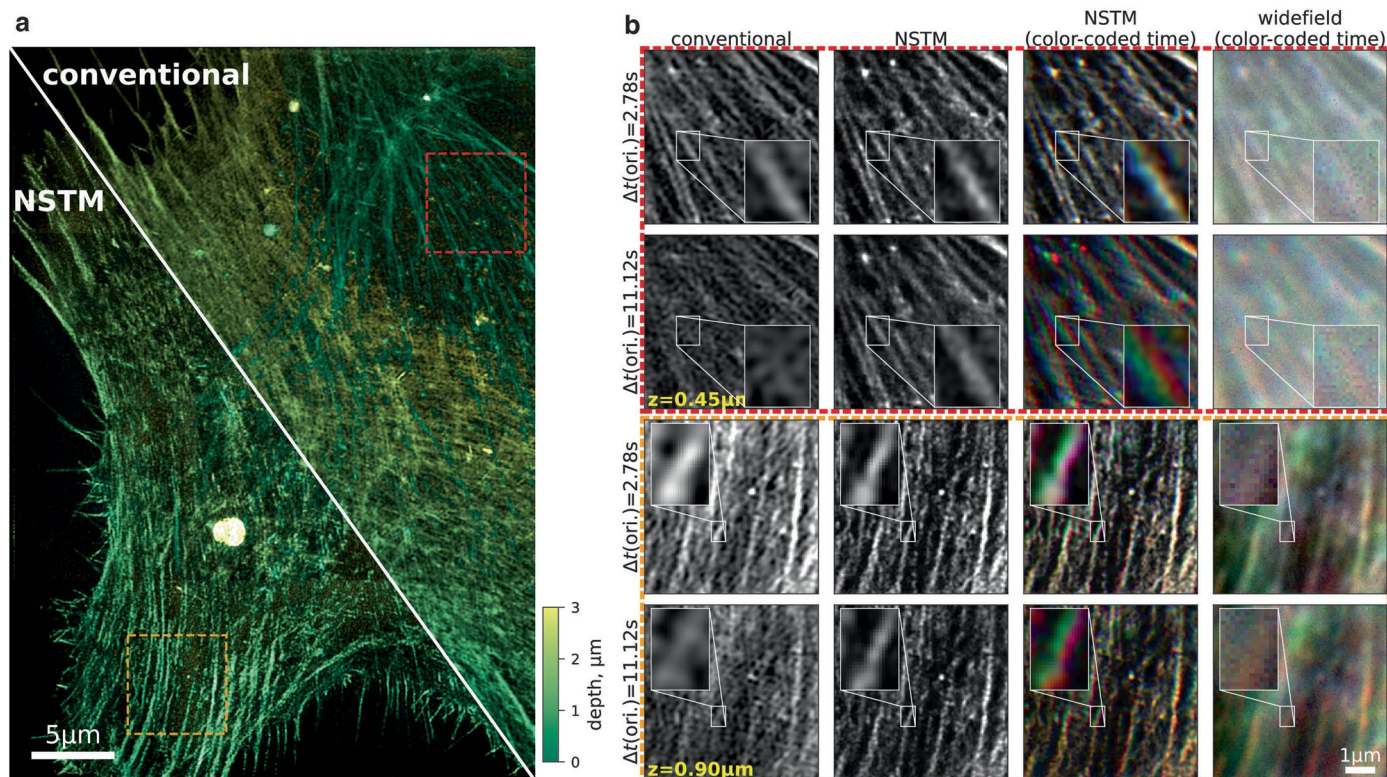 a
conventional
NSTM
5μm
3
2
1
0
depth, μm
b
conventional
NSTM
NSTM
(color-coded time)
widefield
(color-coded time)
Δt(ori.)=2.78s
Δt(ori.)=11.12s
z=0.45μm
Δt(ori.)=2.78s
Δt(ori.)=11.12s
z=0.90μm
1μm